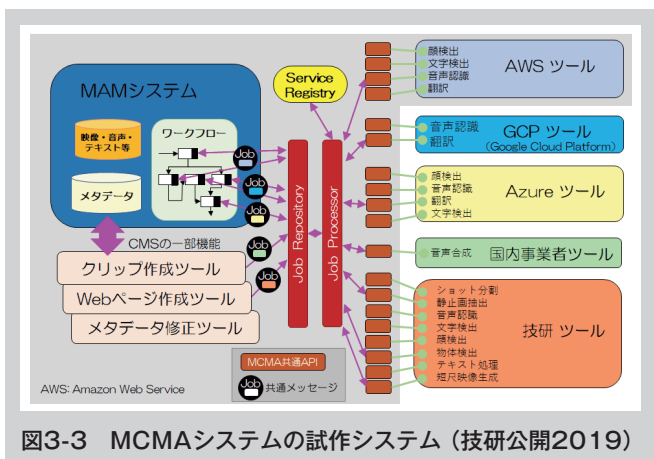 MAMシステム
映像・音声・
テキスト等
メタデータ
ワークフロー
Job
Job
Job
Job
Job
CMSの一部機能
クリップ作成ツール
Webページ作成ツール
メタデータ修正ツール
Service
Registry
Job Repository
Job Processor
顔検出
文字検出
音声認識
翻訳
AWS ツール
音声認識
翻訳
GCP ツール
(Google Cloud Platform)
顔検出
音声認識
翻訳
文字検出
Azure ツール
音声合成
国内事業者ツール
ショット分割
静止画抽出
音声認識
文字検出
顔検出
物体検出
テキスト処理
短尺映像生成
技研 ツール
MCMA共通API
Job
共通メッセージ
AWS: Amazon Web Service
図3-3 MCMAシステムの試作システム（技研公開2019）